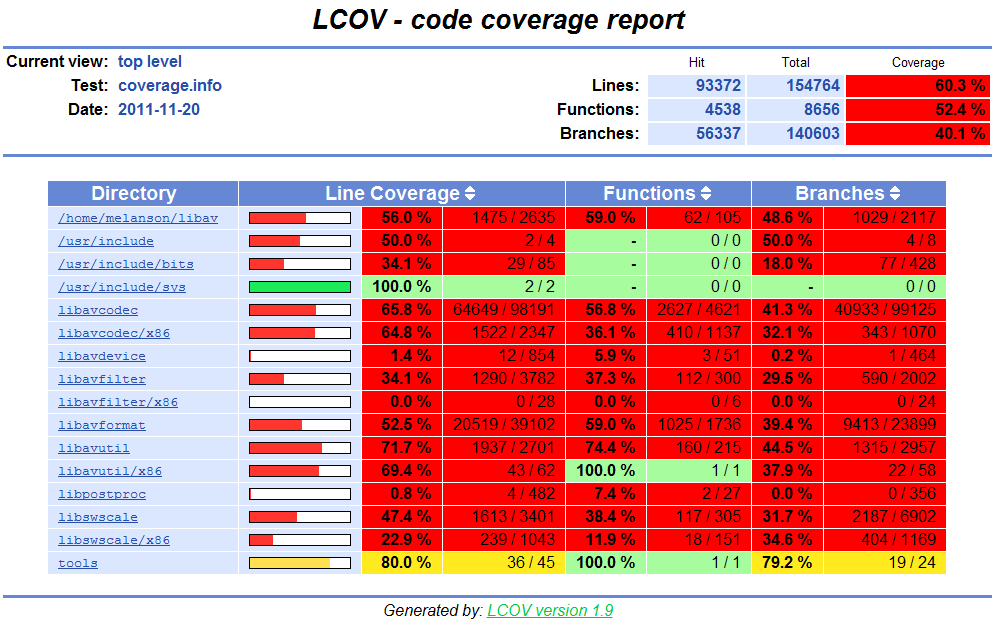 LCOV - code coverage report
Current view: top level Hit Total Coverage
Test: coverage.info Lines: 93372 154764 60.3 %
Date: 2011-11-20 Functions: 4538 8656 52.4 %
Branches: 56337 140603 40.1 %
Directory Line Coverage Functions Branches
/home/melanson/libav 56.0 % 1475 / 2635 59.0 % 62 / 105 48.6 % 1029 / 2117
/usr/include 50.0 % 2 / 4 - 0 / 0 50.0 % 4 / 8
/usr/include/bits 34.1 % 29 / 85 - 0 / 0 18.0 % 77 / 428
/usr/include/sys 100.0 % 2 / 2 - 0 / 0 - 0 / 0
libavcodec 65.8 % 64649 / 98191 56.8 % 2627 / 4621 41.3 % 40933 / 99125
libavcodec/x86 64.8 % 1522 / 2347 36.1 % 410 / 1137 32.1 % 343 / 1070
libavdevice 1.4 % 12 / 854 5.9 % 3 / 51 0.2 % 1 / 464
libavfilter 34.1 % 1290 / 3782 37.3 % 112 / 300 29.5 % 590 / 2002
libavfilter/x86 0.0 % 0 / 28 0.0 % 0 / 6 0.0 % 0 / 24
libavformat 52.5 % 20519 / 39102 59.0 % 1025 / 1736 39.4 % 9413 / 23899
libavutil 71.7 % 1937 / 2701 74.4 % 160 / 215 44.5 % 1315 / 2957
libavutil/x86 69.4 % 43 / 62 100.0 % 1 / 1 37.9 % 22 / 58
libpostproc 0.8 % 4 / 482 7.4 % 2 / 27 0.0 % 0 / 356
libswscale 47.4 % 1613 / 3401 38.4 % 117 / 305 31.7 % 2187 / 6902
libswscale/x86 22.9 % 239 / 1043 11.9 % 18 / 151 34.6 % 404 / 1169
tools 80.0 % 36 / 45 100.0 % 1 / 1 79.2 % 19 / 24
Generated by: LCOV version 1.9